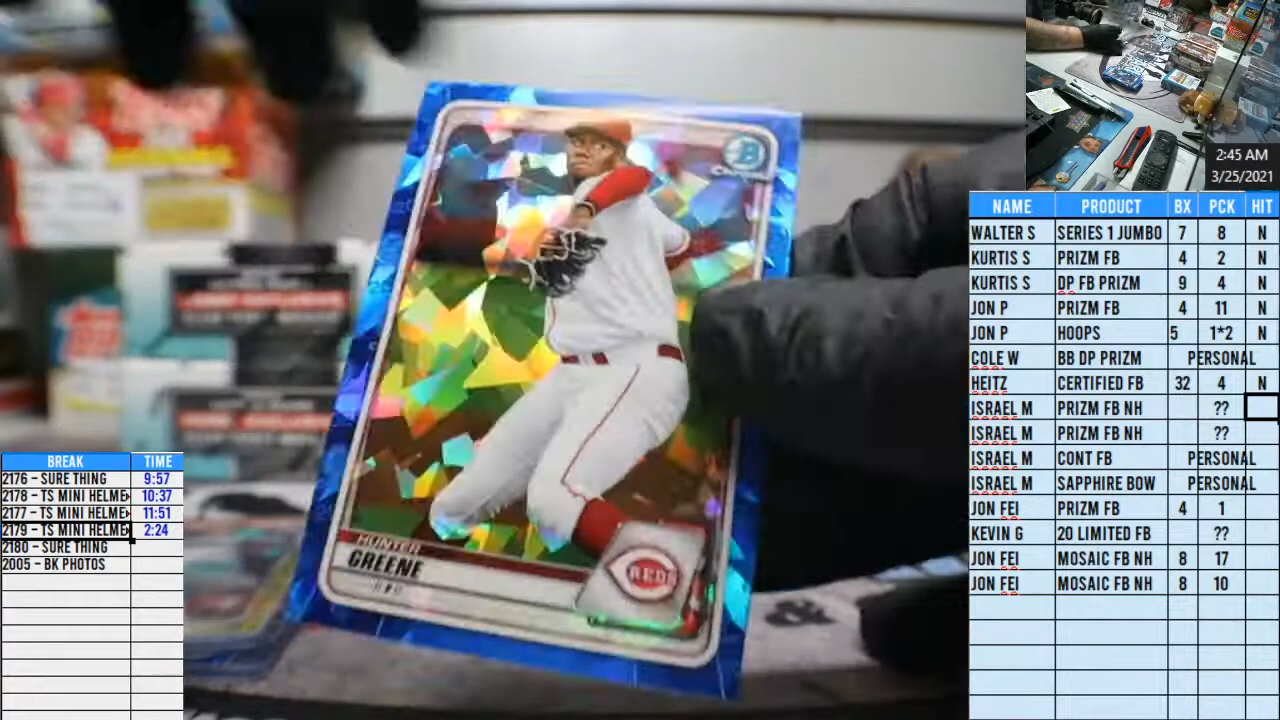 2:45 AM
3/25/2021
NAME PRODUCT BX PCK HIT
WALTER S SERIES 1 JUMBO 7 8 N
KURTIS S PRIZM FB 4 2 N
KURTIS S DP FB PRIZM 9 4 N
JON P PRIZM FB 4 11 N
JON P HOOPS 5 1*2 N
COLE W BB DP PRIZM PERSONAL
HEITZ CERTIFIED FB 32 4 N
ISRAEL M PRIZM FB NH ??
ISRAEL M PRIZM FB NH ??
ISRAEL M CONT FB PERSONAL
ISRAEL M SAPPHIRE BOW PERSONAL
JON FEI PRIZM FB 4 1
KEVIN G 20 LIMITED FB ??
JON FEI MOSAIC FB NH 8 17
JON FEI MOSAIC FB NH 8 10
BREAK TIME
2176 - SURE THING 9:57
2178 - TS MINI HELME 10:37
2177 - TS MINI HELME 11:51
2179 - TS MINI HELME 2:24
2180 - SURE THING
2005 - BK PHOTOS
B
CHROME
HUNTER
GREENE
REDS
&